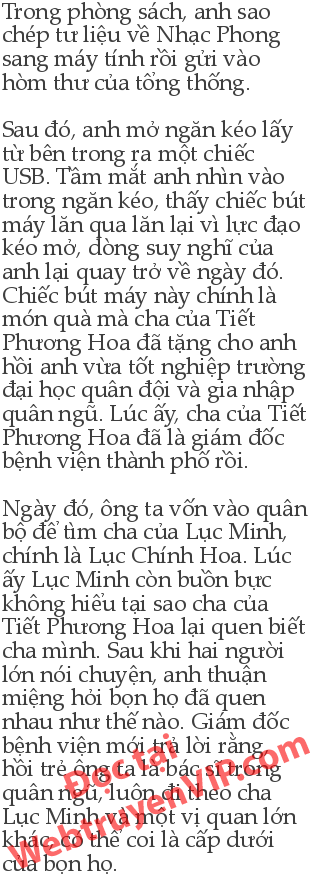 Trong phòng sách, anh sao
chép tư liệu về Nhạc Phong
sang máy tính rồi gửi vào
hòm thư của tổng thống.
Sau đó, anh mở ngăn kéo lấy
từ bên trong ra một chiếc
USB. Tầm mắt anh nhìn vào
trong ngăn kéo, thấy chiếc bút
máy lăn qua lăn lại vì lực đạo
kéo mở, dòng suy nghĩ của
anh lại quay trở về ngày đó.
Chiếc bút máy này chính là
món quà mà cha của Tiết
Phương Hoa đã tặng cho anh
hồi anh vừa tốt nghiệp trường
đại học quân đội và gia nhập
quân ngũ. Lúc ấy, cha của Tiết
Phương Hoa đã là giám đốc
bệnh viện thành phố rồi.
Ngày đó, ông ta vốn vào quân
bộ để tìm cha của Lục Minh,
chính là Lục Chính Hoa. Lúc
ấy Lục Minh còn buồn bực
không hiểu tại sao cha của
Tiết Phương Hoa lại quen biết
cha mình. Sau khi hai người
lớn nói chuyện, anh thuận
miệng hỏi bọn họ đã quen
nhau như thế nào. Giám đốc
bệnh viện mới trả lời rằng,
hồi trẻ ông ta là bác sĩ trong
quân ngũ, luôn đi theo cha
Lục Minh và một vị quan lớn
khác, có thể coi là cấp dưới
của bọn họ.
Đọc tại
Webtruyenvip.com